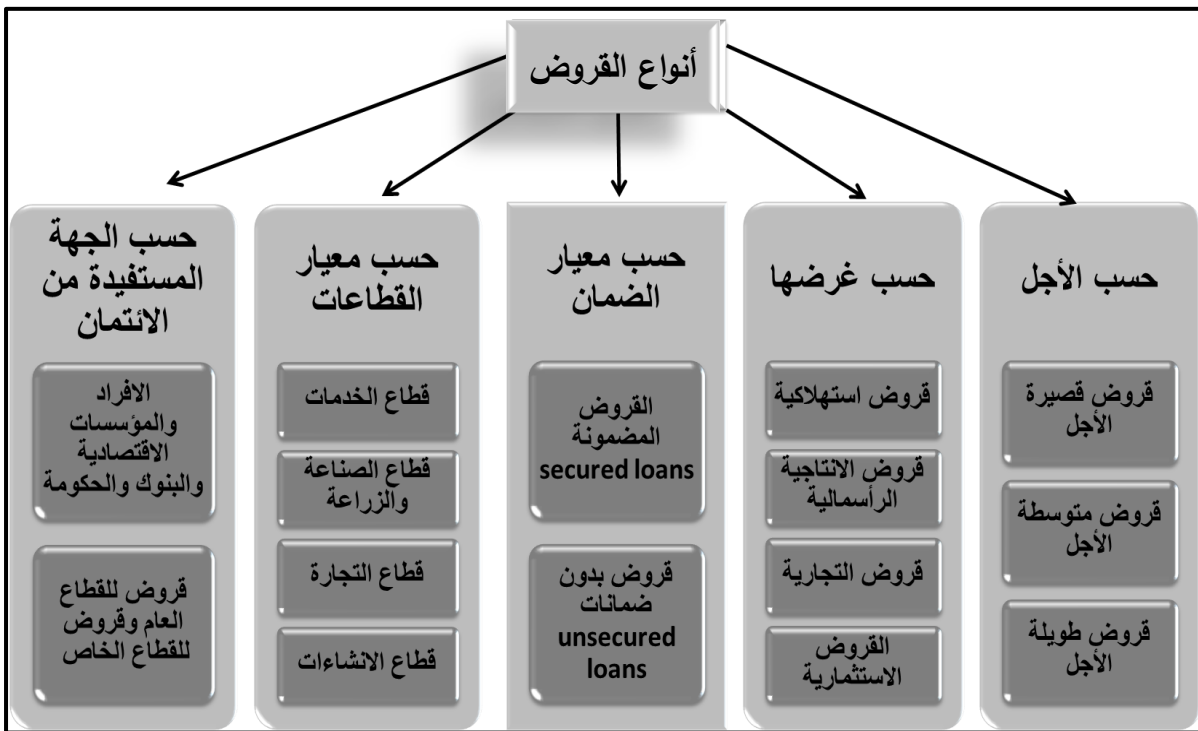 أنواع القروض
حسب الأجل
قروض قصيرة
الأجل
قروض متوسطة
الأجل
قروض طويلة
الأجل
حسب غرضها
قروض استهلاكية
قروض الانتاجية
الرأسمالية
قروض التجارية
القروض
الاستثمارية
حسب معيار
الضمان
القروض
المضمونة
secured loans
قروض بدون
ضمانات
unsecured
loans
حسب معيار
القطاعات
قطاع الخدمات
قطاع الصناعة
والزراعة
قطاع التجارة
قطاع الانشاءات
حسب الجهة
المستفيدة من
الائتمان
الافراد
والمؤسسات
الاقتصادية
والبنوك والحكومة
قروض للقطاع
العام وقروض
للقطاع الخاص